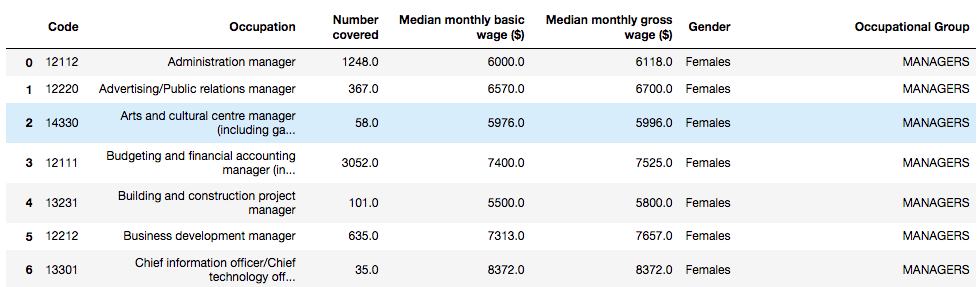 Code Occupation Number covered Median monthly basic wage ($) Median monthly gross wage ($) Gender Occupational Group
0 12112 Administration manager 1248.0 6000.0 6118.0 Females MANAGERS
1 12220 Advertising/Public relations manager 367.0 6570.0 6700.0 Females MANAGERS
2 14330 Arts and cultural centre manager (including ga... 58.0 5976.0 5996.0 Females MANAGERS
3 12111 Budgeting and financial accounting manager (in... 3052.0 7400.0 7525.0 Females MANAGERS
4 13231 Building and construction project manager 101.0 5500.0 5800.0 Females MANAGERS
5 12212 Business development manager 635.0 7313.0 7657.0 Females MANAGERS
6 13301 Chief information officer/Chief technology off... 35.0 8372.0 8372.0 Females MANAGERS